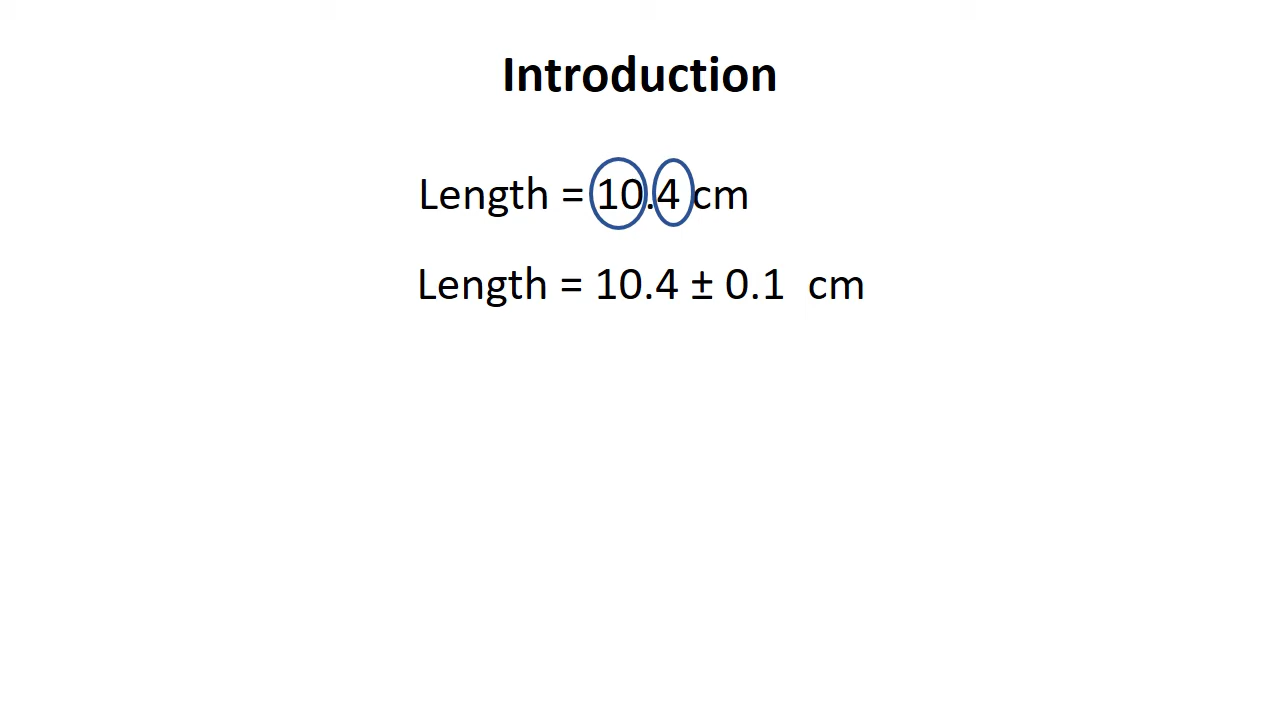 Introduction
Length = 10.4 cm
Length = 10.4 ± 0.1 cm